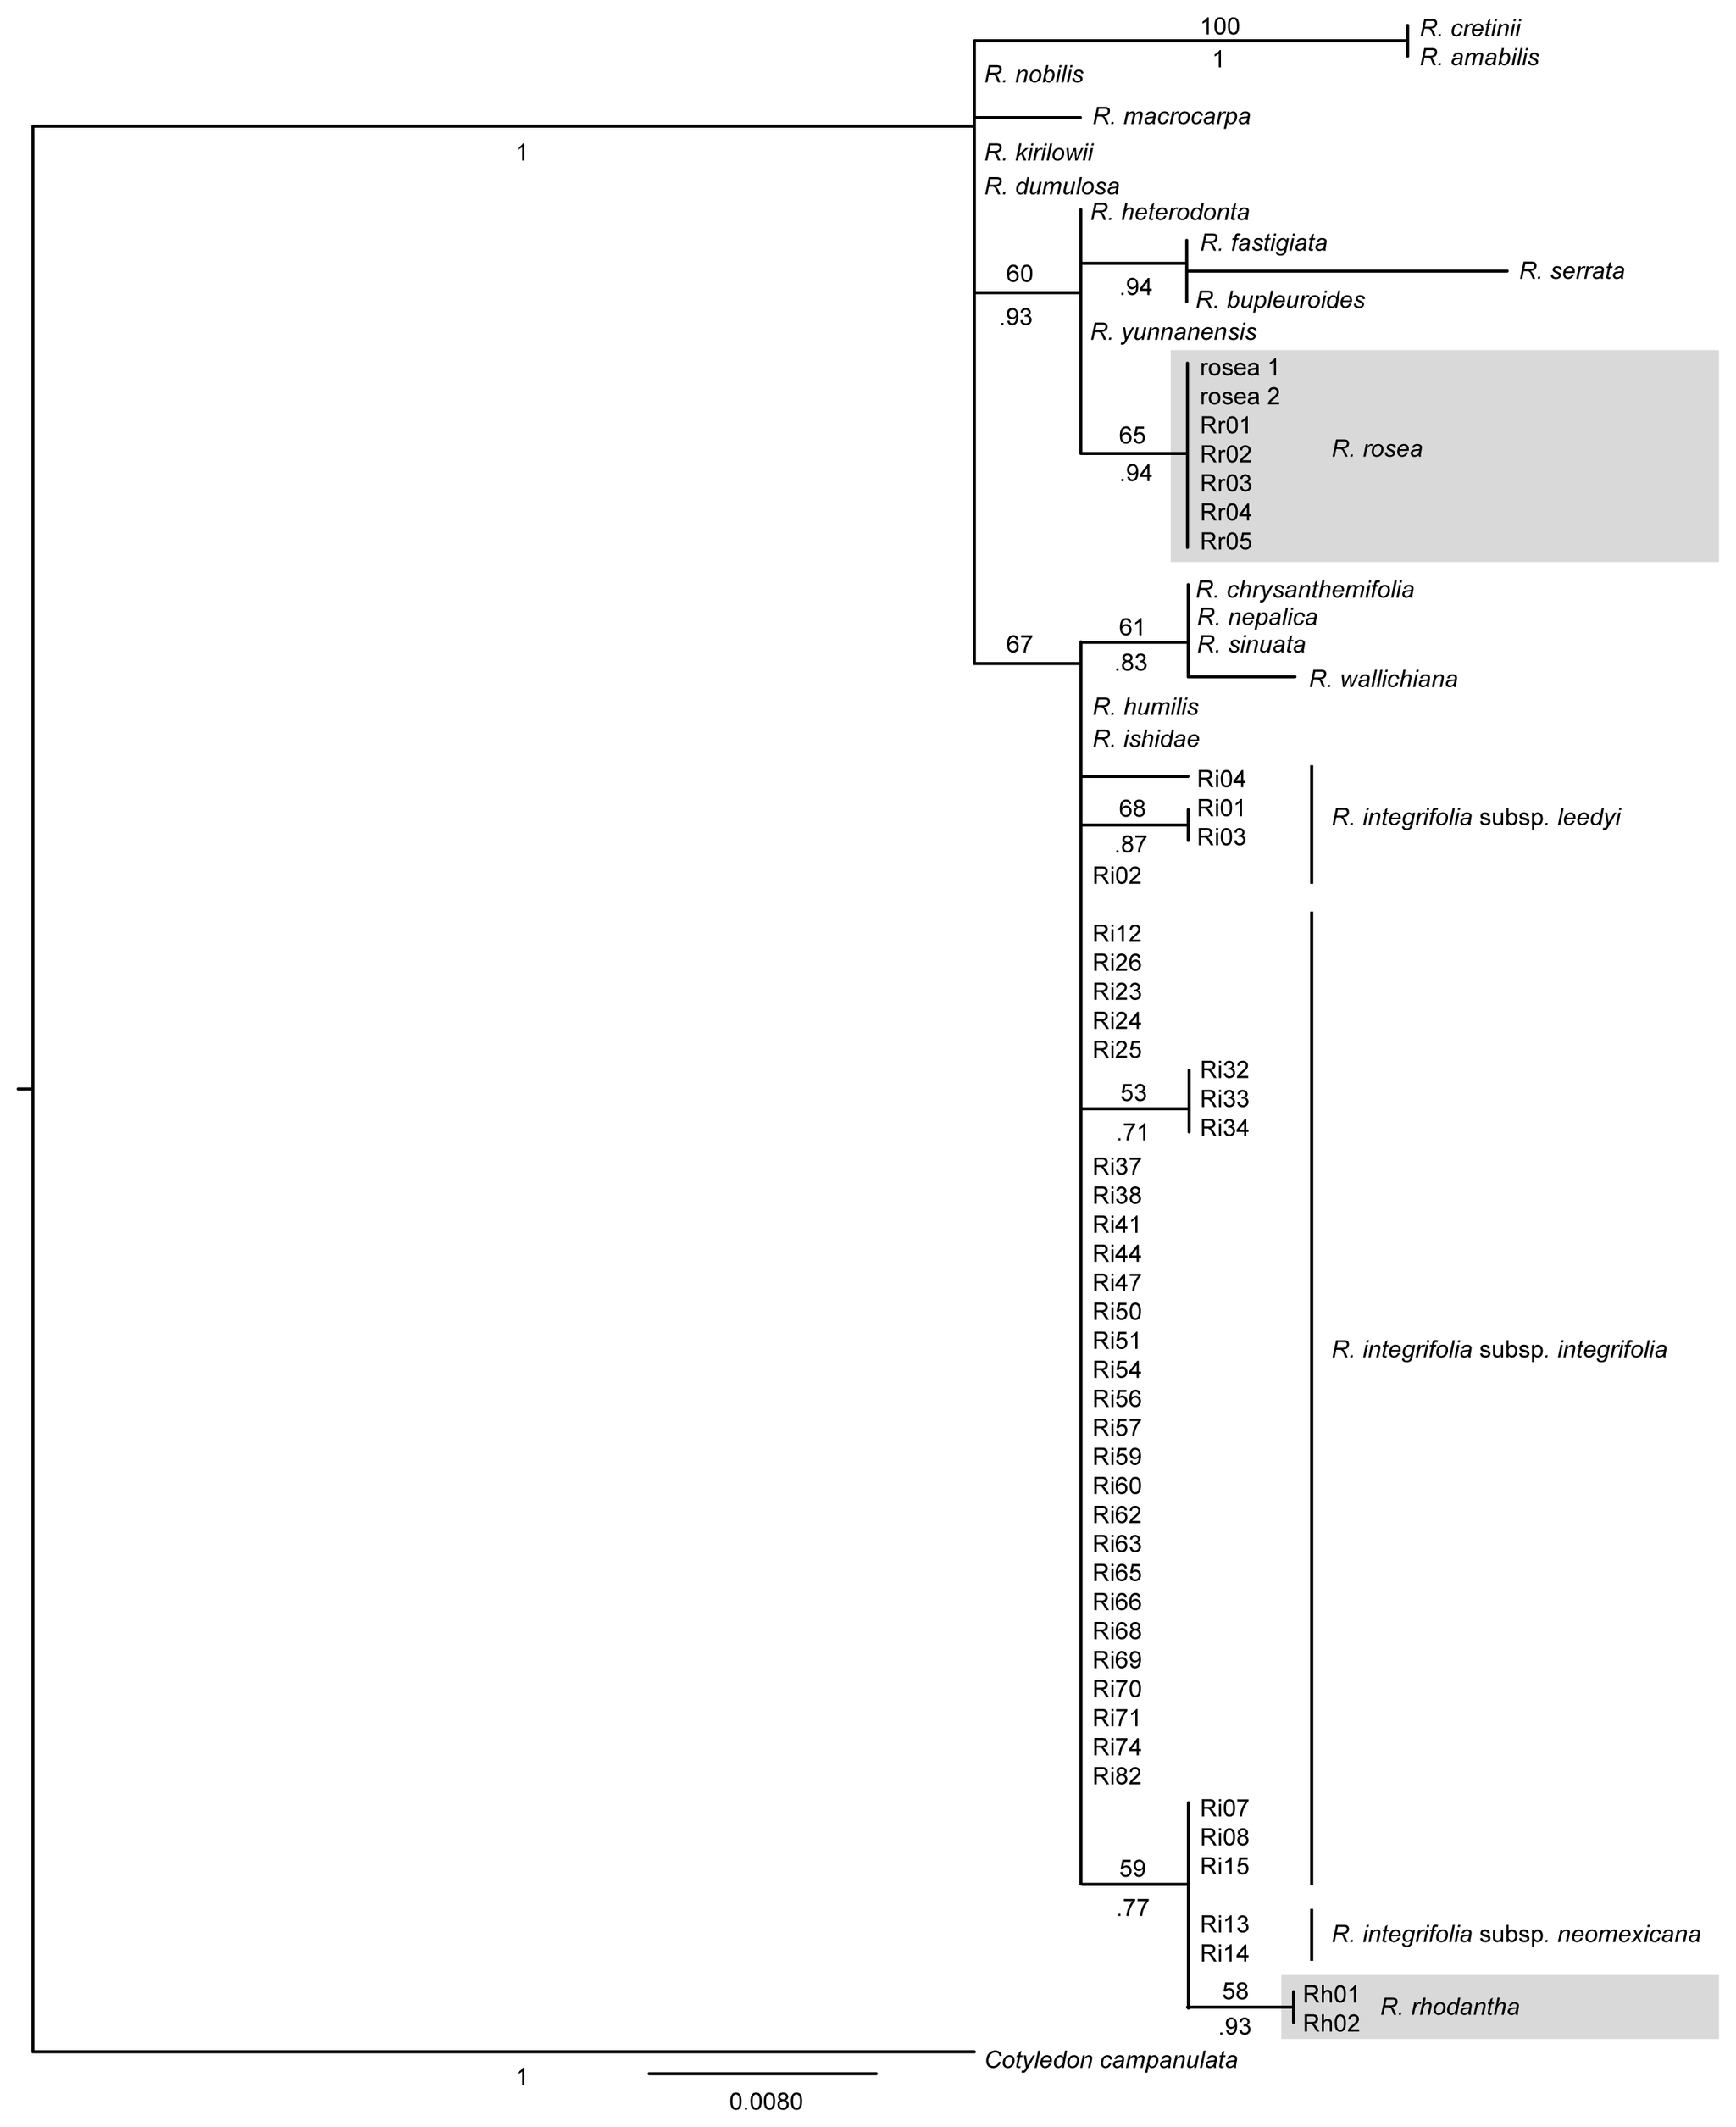 100
R. cretinii
R. amabilis
1
R. nobilis
R. macrocarpa
1
R. kirilowii
R. dumulosa
R. heterodonta
R. fastigiata
60
R. serrata
.94
R. bupleuroides
.93
R. yunnanensis
rosea 1
rosea 2
Rr01
65
R. rosea
Rr02
.94
Rr03
Rr04
Rr05
R. chrysanthemifolia
R. nepalica
61
67
R. sinuata
.83
R. wallichiana
R. humilis
R. ishidae
Ri04
68
Ri01
R. integrifolia subsp. leedyi
Ri03
.87
Ri02
Ri12
Ri26
Ri23
Ri24
Ri25
Ri32
53
Ri33
Ri34
.71
Ri37
Ri38
Ri41
Ri44
Ri47
Ri50
Ri51
R. integrifolia subsp. integrifolia
Ri54
Ri56
Ri57
Ri59
Ri60
Ri62
Ri63
Ri65
Ri66
Ri68
Ri69
Ri70
Ri71
Ri74
Ri82
Ri07
Ri08
59
Ri15
.77
Ri13
R. integrifolia subsp. neomexicana
Ri14
58
Rh01
R. rhodantha
Rh02
.93
Cotyledon campanulata
1
0.0080